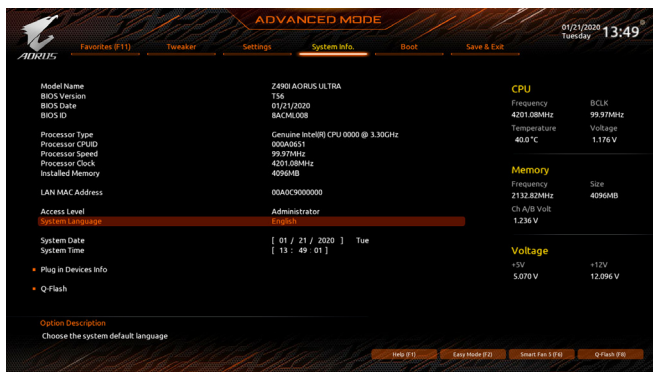 ADVANCED MODE
01/21/2020 Tuesday 13:49
AORUS
Favorites (F11) Tweaker Settings System Info. Boot Save & Exit
Model Name Z490I AORUS ULTRA
BIOS Version T56
BIOS Date 01/21/2020
BIOS ID 8ACML008
Processor Type Genuine Intel(R) CPU 0000 @ 3.30GHz
Processor CPUID 000A0651
Processor Speed 99.97MHz
Processor Clock 4201.08MHz
Installed Memory 4096MB
LAN MAC Address 00A0C9000000
Access Level Administrator
System Language English
System Date [ 01 / 21 / 2020 ] Tue
System Time [ 13 : 49 : 01 ]
Plug in Devices Info
Q-Flash
Option Description
Choose the system default language
CPU
Frequency BCLK
4201.08MHz 99.97MHz
Temperature Voltage
40.0 °C 1.176 V
Memory
Frequency Size
2132.82MHz 4096MB
Ch A/B Volt
1.236 V
Voltage
+5V +12V
5.070 V 12.096 V
Help (F1) Easy Mode (F2) Smart Fan 5 (F6) Q-Flash (F8)